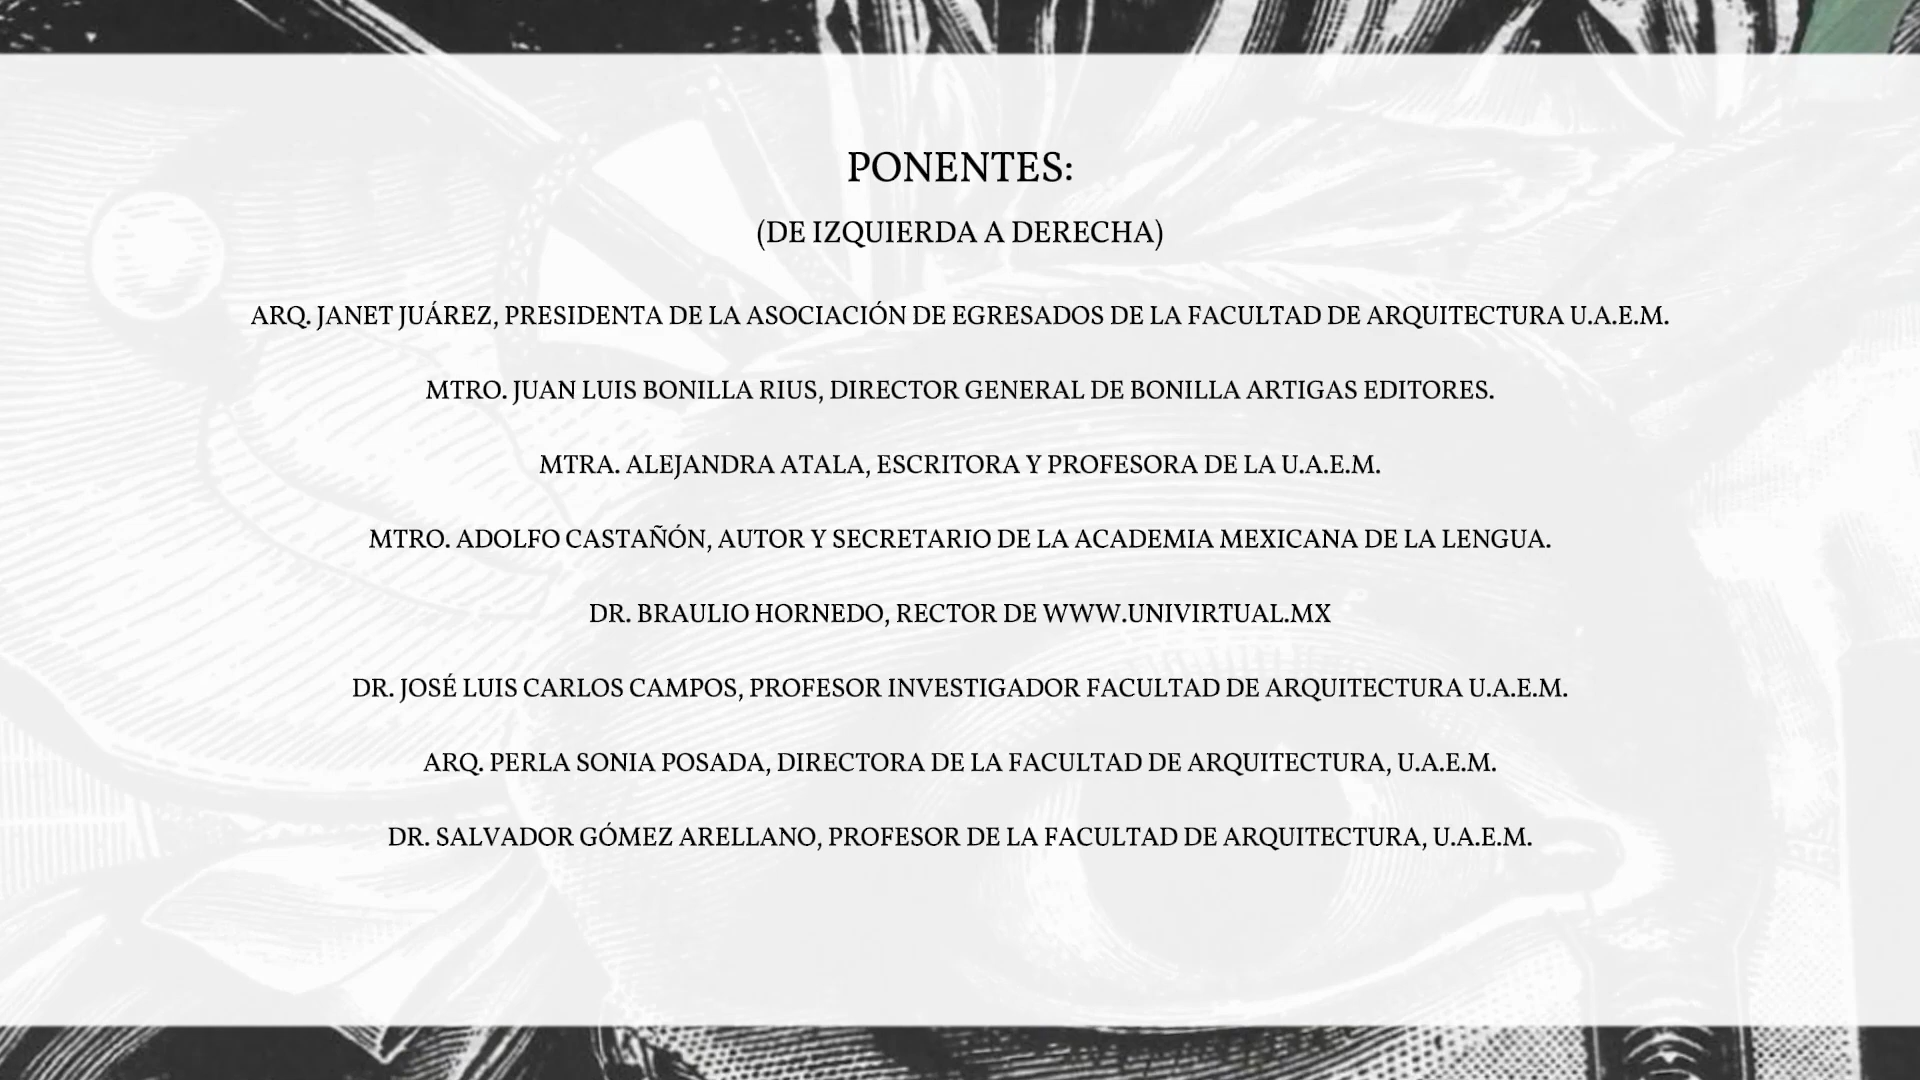 PONENTES:
(DE IZQUIERDA A DERECHA)
ARQ. JANET JUÁREZ, PRESIDENTA DE LA ASOCIACIÓN DE EGRESADOS DE LA FACULTAD DE ARQUITECTURA U.A.E.M.
MTRO. JUAN LUIS BONILLA RIUS, DIRECTOR GENERAL DE BONILLA ARTIGAS EDITORES.
MTRA. ALEJANDRA ATALA, ESCRITORA Y PROFESORA DE LA U.A.E.M.
MTRO. ADOLFO CASTAÑÓN, AUTOR Y SECRETARIO DE LA ACADEMIA MEXICANA DE LA LENGUA.
DR. BRAULIO HORNEDO, RECTOR DE WWW.UNIVIRTUAL.MX
DR. JOSÉ LUIS CARLOS CAMPOS, PROFESOR INVESTIGADOR FACULTAD DE ARQUITECTURA U.A.E.M.
ARQ. PERLA SONIA POSADA, DIRECTORA DE LA FACULTAD DE ARQUITECTURA, U.A.E.M.
DR. SALVADOR GÓMEZ ARELLANO, PROFESOR DE LA FACULTAD DE ARQUITECTURA, U.A.E.M.